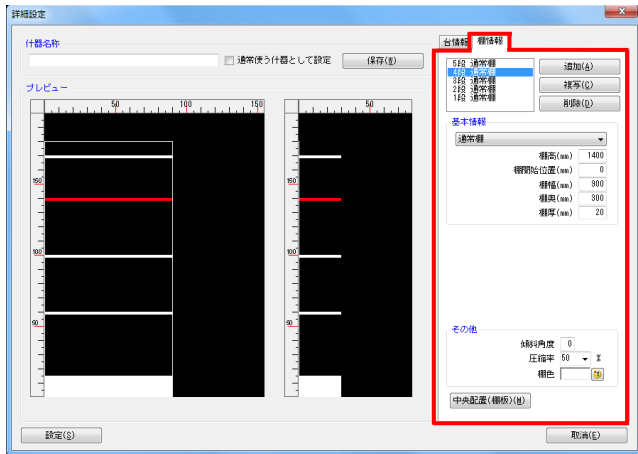 詳細設定
什器名称
通常使う什器として設定
保存(W)
プレビュー
50
100
150
50
150
100
50
150
100
50
台情報
棚情報
5段 通常棚
4段 通常棚
3段 通常棚
2段 通常棚
1段 通常棚
追加(A)
複写(C)
削除(D)
基本情報
通常棚
棚高(mm) 1400
棚開始位置(mm) 0
棚幅(mm) 900
棚奥(mm) 300
棚厚(mm) 20
その他
傾斜角度 0
圧縮率 50 %
棚色
中央配置(棚板)(M)
設定(S)
取消(E)